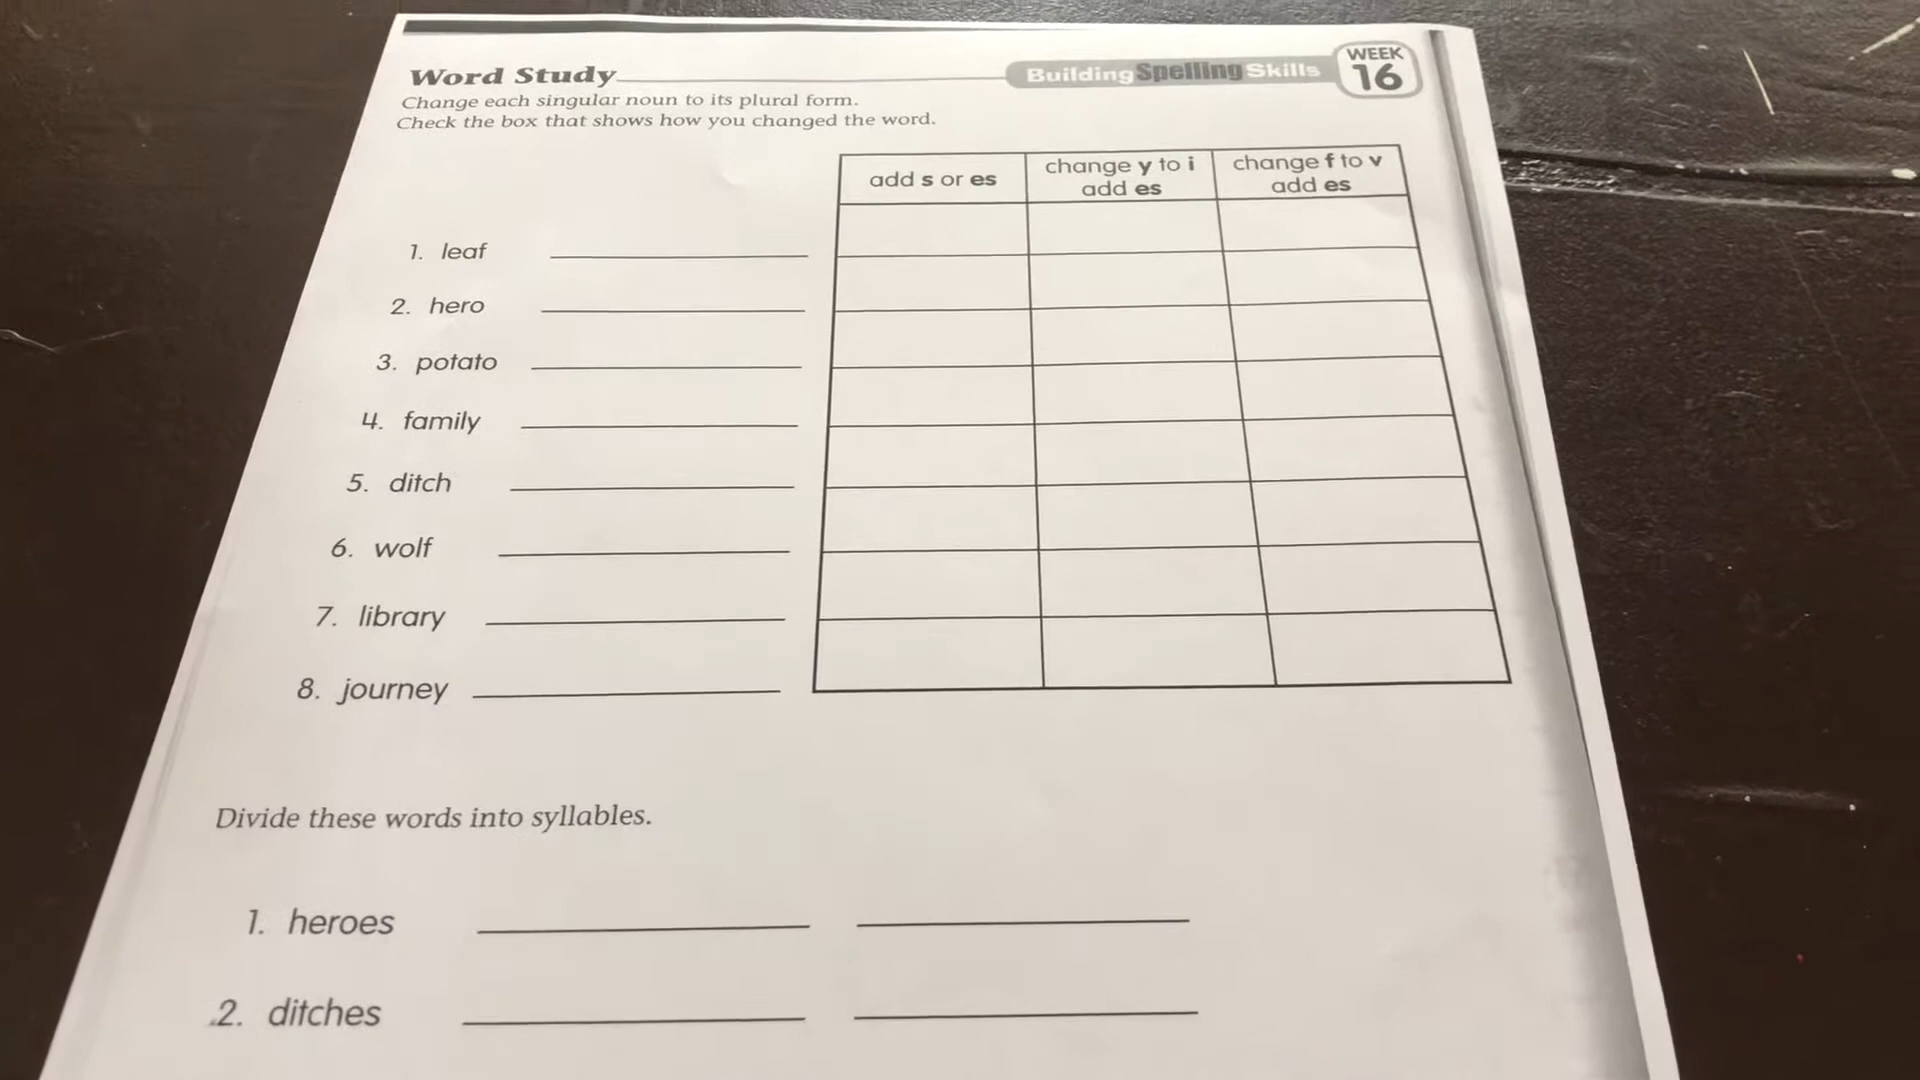 Word Study
Building Spelling Skills
WEEK
16
Change each singular noun to its plural form.
Check the box that shows how you changed the word.
add s or es
change y to i
add es
change f to v
add es
1. leaf
2. hero
3. potato
4. family
5. ditch
6. wolf
7. library
8. journey
Divide these words into syllables.
1. heroes
2. ditches